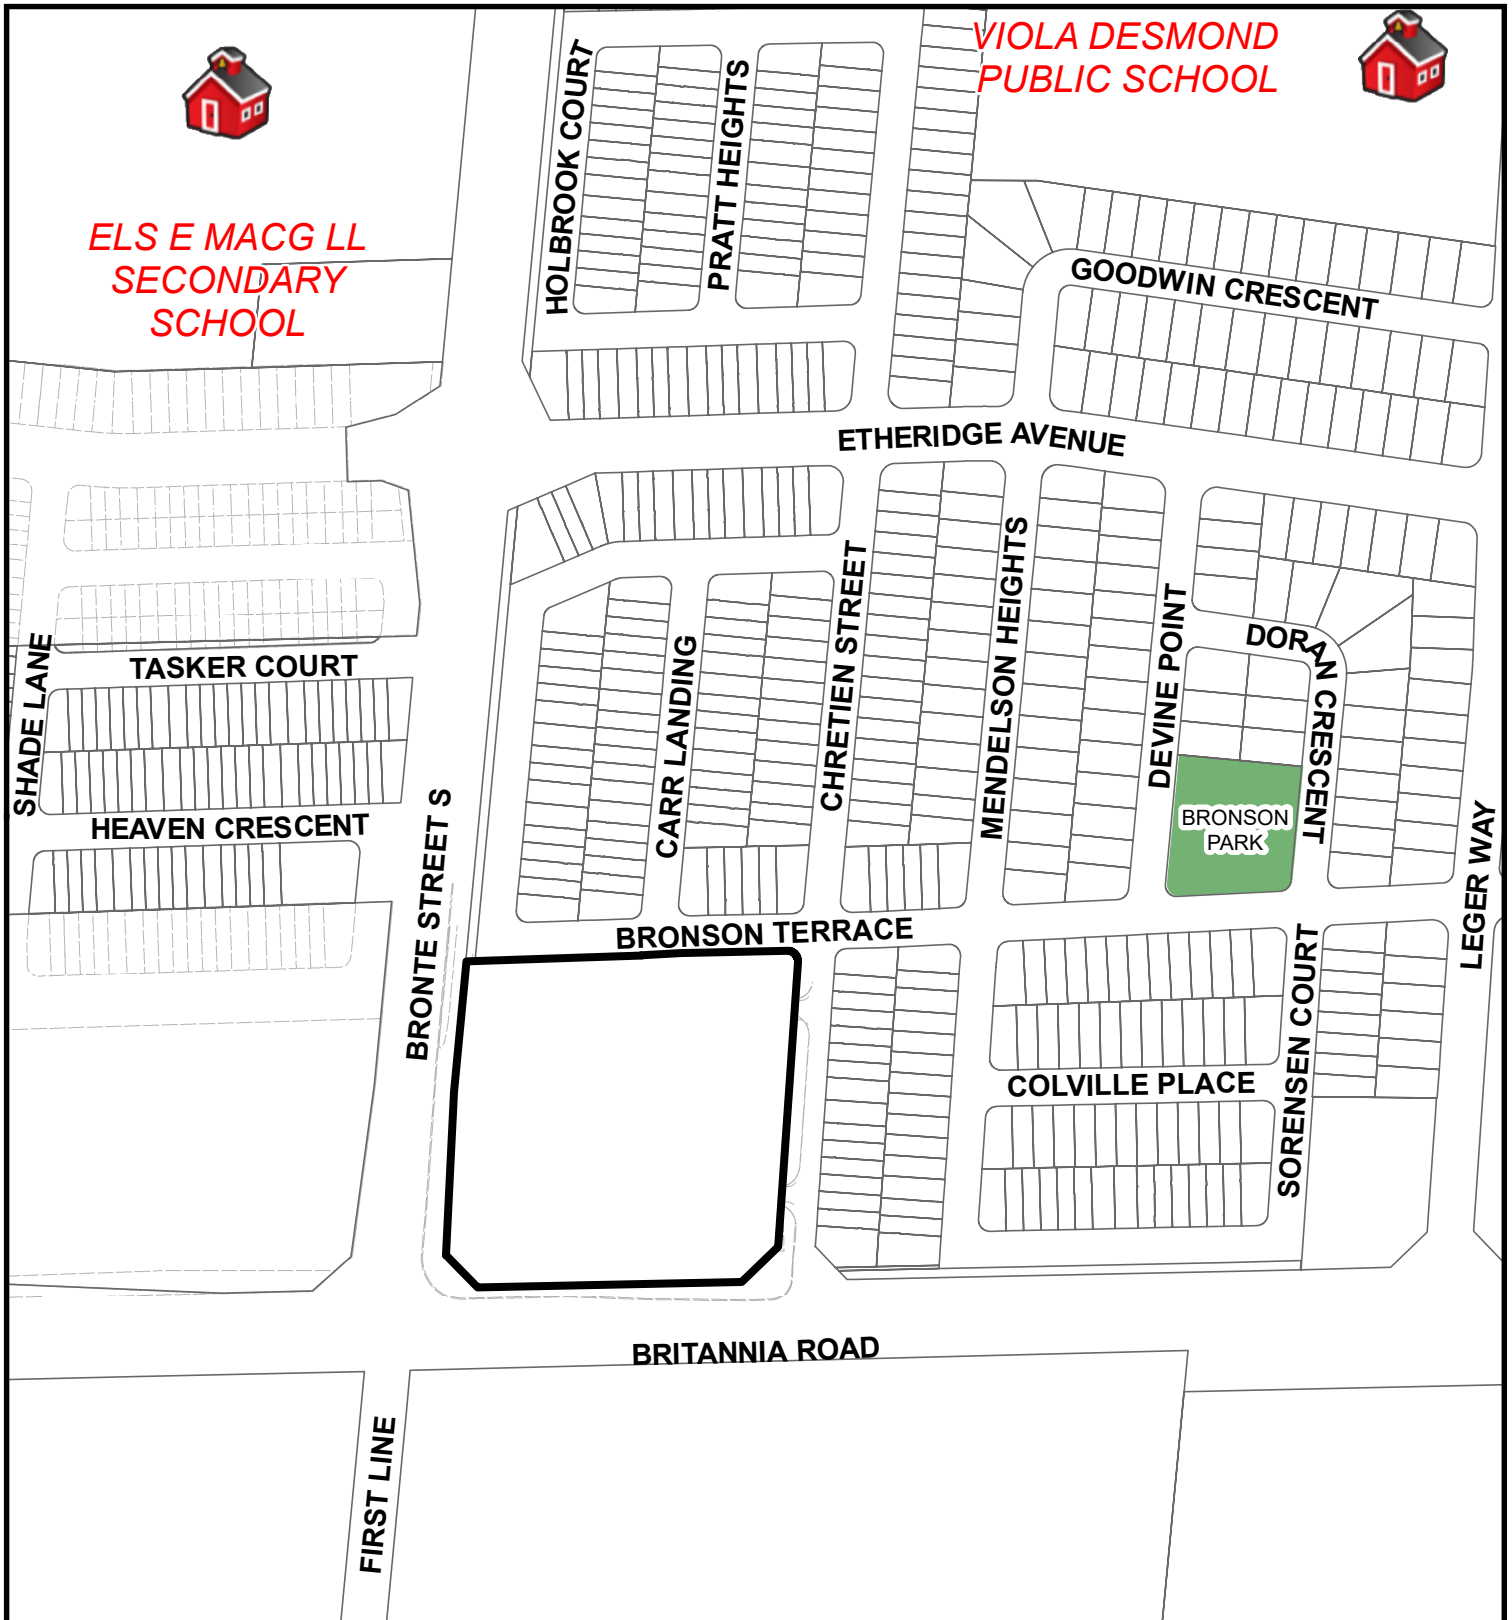 VIOLA DESMOND
PUBLIC SCHOOL
ELS E MACG LL
SECONDARY
SCHOOL
HOLBROOK COURT
PRATT HEIGHTS
GOODWIN CRESCENT
ETHERIDGE AVENUE
CHRETIEN STREET
MENDELSON HEIGHTS
DEVINE POINT
DORAN CRESCENT
SHADE LANE
TASKER COURT
CARR LANDING
HEAVEN CRESCENT
BRONTE STREET S
BRONSON
PARK
LEGER WAY
BRONSON TERRACE
SORENSEN COURT
COLVILLE PLACE
BRITANNIA ROAD
FIRST LINE